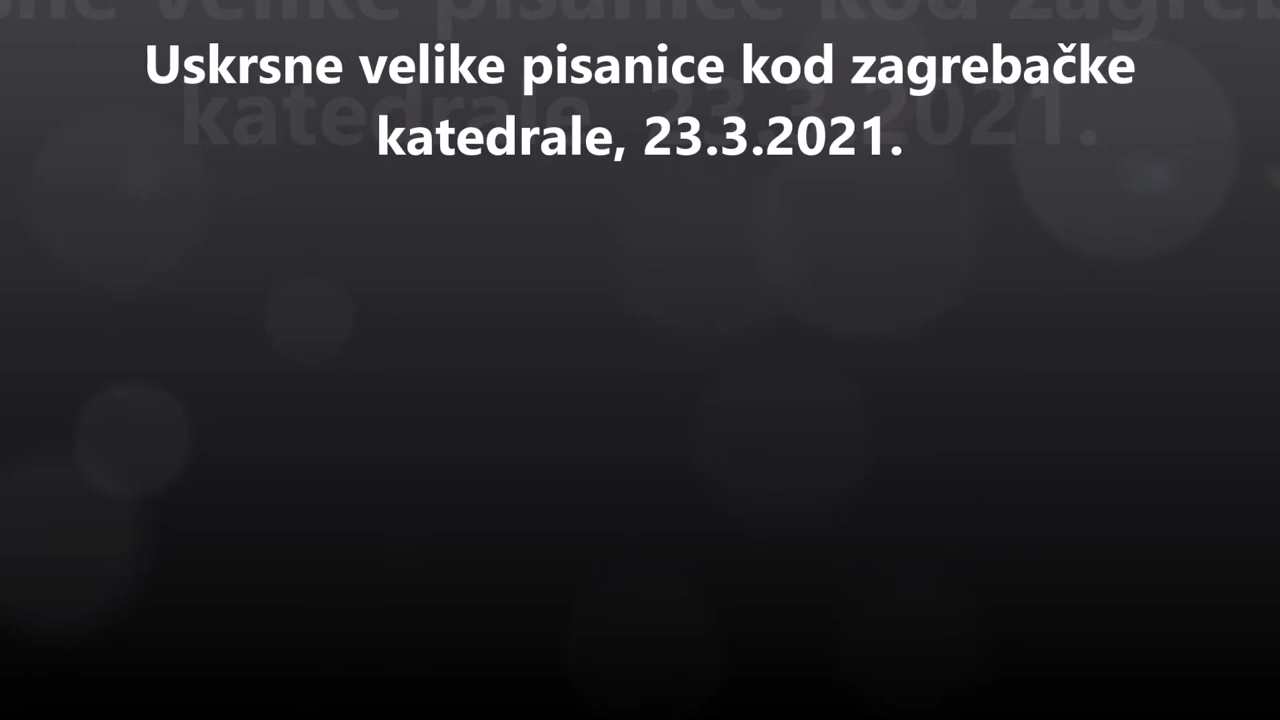 Uskrsne velike pisanice kod zagrebačke
katedrale, 23.3.2021.